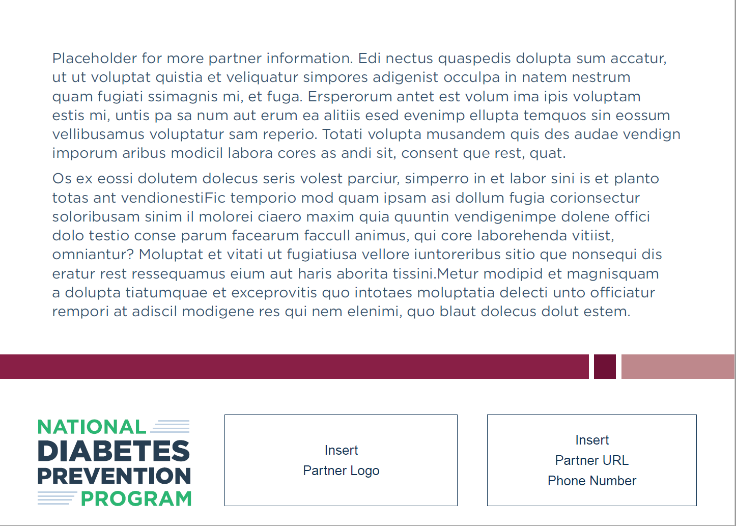 Placeholder for more partner information. Edi nectus quaspedis dolupta sum accatur,
ut ut voluptat quistia et veliquatur simpores adigenist occulpa in natem nestrum
quam fugiati ssimagnis mi, et fuga. Ersperorum antet est volum ima ipis voluptam
estis mi, untis pa sa num aut erum ea alitiis esed evenimp ellupta temquos sin eossum
vellibusamus voluptatur sam reperio. Totati volupta musandem quis des audae vendign
imporum aribus modicil labora cores as andi sit, consent que rest, quat.
Os ex eossi dolutem dolecus seris volest parciur, simperro in et labor sini is et planto
totas ant vendionestiFic temporio mod quam ipsam asi dollum fugia corionsectur
soloribusam sinim il molorei ciaero maxim quia quuntin vendigenimpe dolene offici
dolo testio conse parum facearum faccull animus, qui core laborehenda vitiist,
omniantur? Moluptat et vitati ut fugiatiusa vellore iuntoreribus sitio que nonsequi dis
eratur rest ressequamus eium aut haris aborita tissini.Metur modipid et magnisquam
a dolupta tiatumquae et exceprovitis quo intotaes moluptatia delecti unto officiatur
rempori at adiscil modigene res qui nem elenimi, quo blaut dolecus dolut estem.
NATIONAL
DIABETES
PREVENTION
PROGRAM
Insert
Partner Logo
Insert
Partner URL
Phone Number